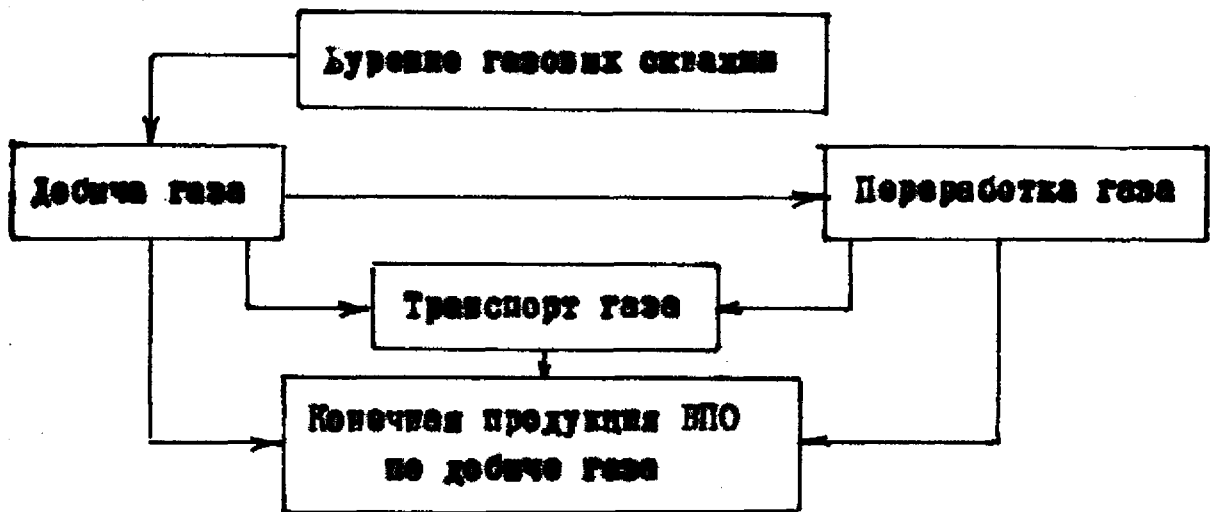 Бурение газовых скважин
Добыча газа
Переработка газа
Транспорт газа
Конечная продукция ВПО
по добыче газа